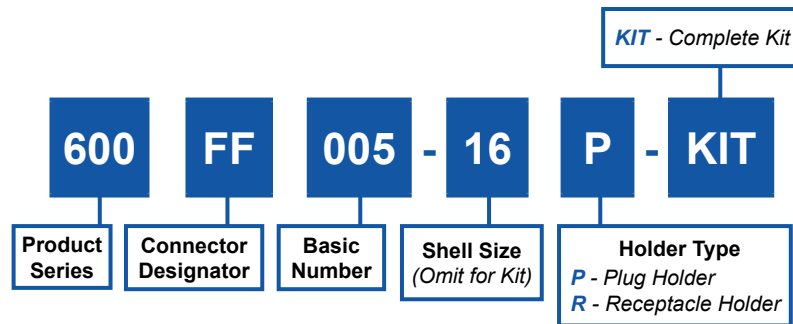 KIT - Complete Kit
600 FF 005 - 16 P - KIT
Product
Series
Connector
Designator
Basic
Number
Shell Size
(Omit for Kit)
Holder Type
P - Plug Holder
R - Receptacle Holder